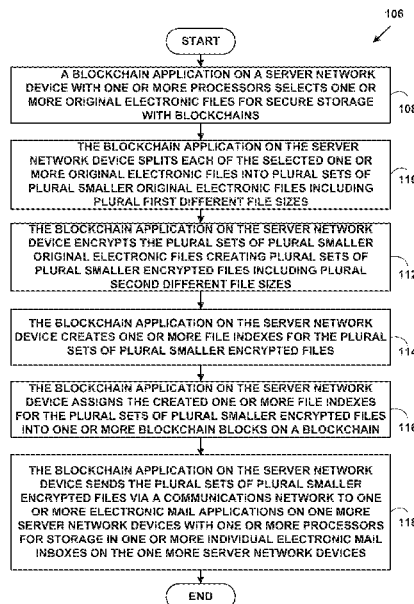 106
START
A BLOCKCHAIN APPLICATION ON A SERVER NETWORK
DEVICE WITH ONE OR MORE PROCESSORS SELECTS ONE
OR MORE ORIGINAL ELECTRONIC FILES FOR SECURE STORAGE
WITH BLOCKCHAINS
108
THE BLOCKCHAIN APPLICATION ON THE SERVER
NETWORK DEVICE SPLITS EACH OF THE SELECTED ONE OR
MORE ORIGINAL ELECTRONIC FILES INTO PLURAL SETS OF
PLURAL SMALLER ORIGINAL ELECTRONIC FILES INCLUDING
PLURAL FIRST DIFFERENT FILE SIZES
110
THE BLOCKCHAIN APPLICATION ON THE SERVER NETWORK
DEVICE ENCRYPTS THE PLURAL SETS OF PLURAL SMALLER
ORIGINAL ELECTRONIC FILES CREATING PLURAL SETS OF
PLURAL SMALLER ENCRYPTED FILES INCLUDING PLURAL
SECOND DIFFERENT FILE SIZES
112
THE BLOCKCHAIN APPLICATION ON THE SERVER NETWORK
DEVICE CREATES ONE OR MORE FILE INDEXES FOR THE PLURAL
SETS OF PLURAL SMALLER ENCRYPTED FILES
114
THE BLOCKCHAIN APPLICATION ON THE SERVER NETWORK
DEVICE ASSIGNS THE CREATED ONE OR MORE FILE INDEXES
FOR THE PLURAL SETS OF PLURAL SMALLER ENCRYPTED FILES
INTO ONE OR MORE BLOCKCHAIN BLOCKS ON A BLOCKCHAIN
116
THE BLOCKCHAIN APPLICATION ON THE SERVER NETWORK
DEVICE SENDS THE PLURAL SETS OF PLURAL SMALLER
ENCRYPTED FILES VIA A COMMUNICATIONS NETWORK TO ONE
OR MORE ELECTRONIC MAIL APPLICATIONS ON ONE MORE
SERVER NETWORK DEVICES WITH ONE OR MORE PROCESSORS
FOR STORAGE IN ONE OR MORE INDIVIDUAL ELECTRONIC MAIL
INBOXES ON THE ONE MORE SERVER NETWORK DEVICES
118
END